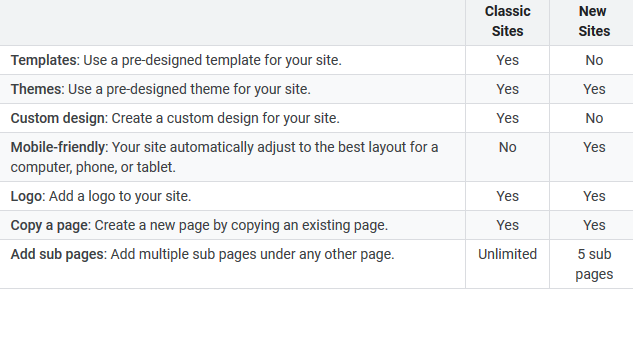 Classic Sites New Sites
Templates: Use a pre-designed template for your site. Yes No
Themes: Use a pre-designed theme for your site. Yes Yes
Custom design: Create a custom design for your site. Yes No
Mobile-friendly: Your site automatically adjust to the best layout for a No Yes
computer, phone, or tablet.
Logo: Add a logo to your site. Yes Yes
Copy a page: Create a new page by copying an existing page. Yes Yes
Add sub pages: Add multiple sub pages under any other page. Unlimited 5 sub
pages